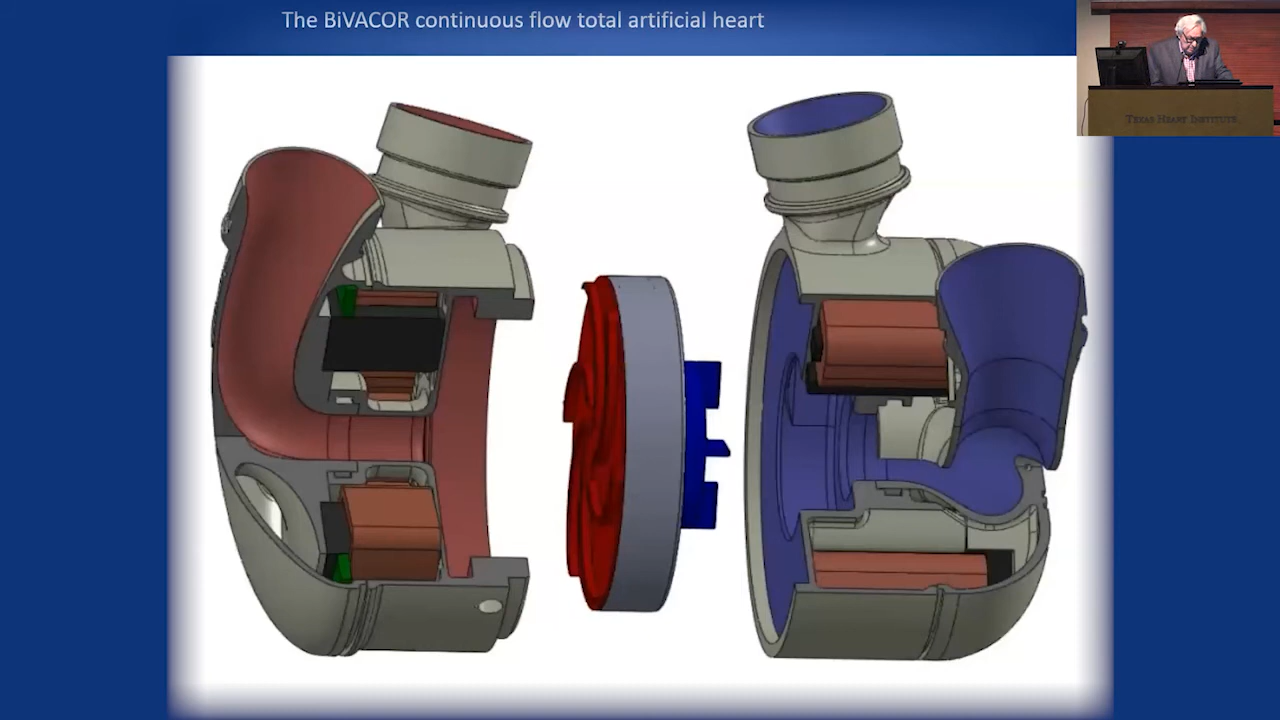 The BiVACOR continuous flow total artificial heart
TEXAS HEART INSTITUTE